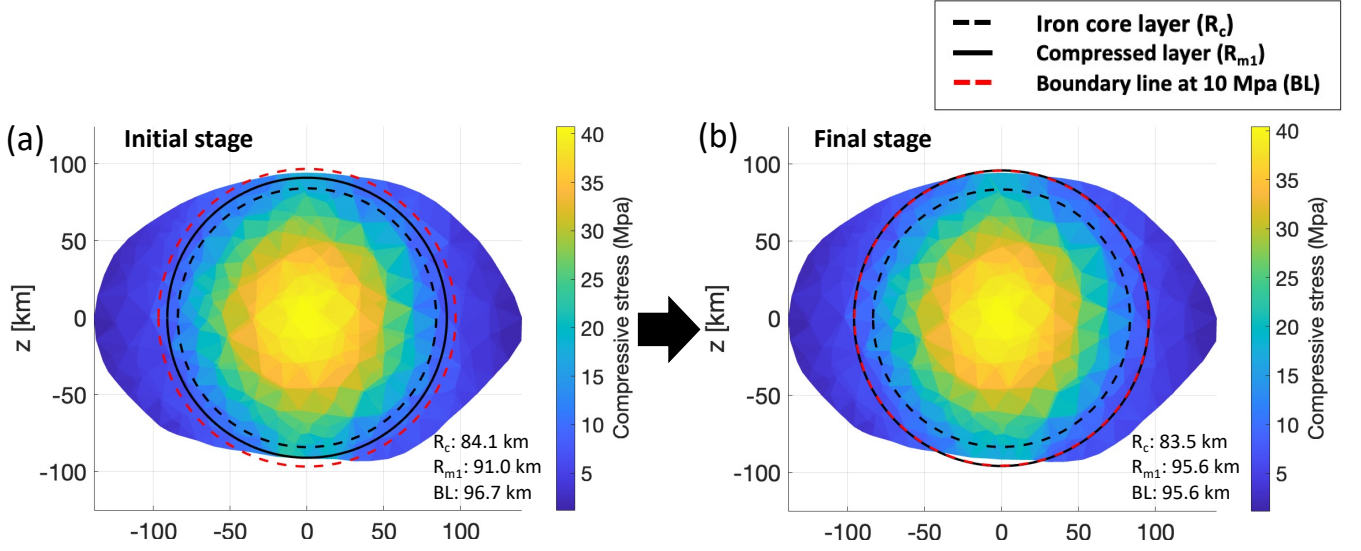 Iron core layer (Rc)
Compressed layer (Rm1)
Boundary line at 10 Mpa (BL)
(a) Initial stage
100
50
0
-50
-100
z [km]
-100 -50 0 50 100
Rc: 84.1 km
Rm1: 91.0 km
BL: 96.7 km
40
35
30
25
20
15
10
5
Compressive stress (Mpa)
(b) Final stage
100
50
0
-50
-100
z [km]
-100 -50 0 50 100
Rc: 83.5 km
Rm1: 95.6 km
BL: 95.6 km
40
35
30
25
20
15
10
5
Compressive stress (Mpa)